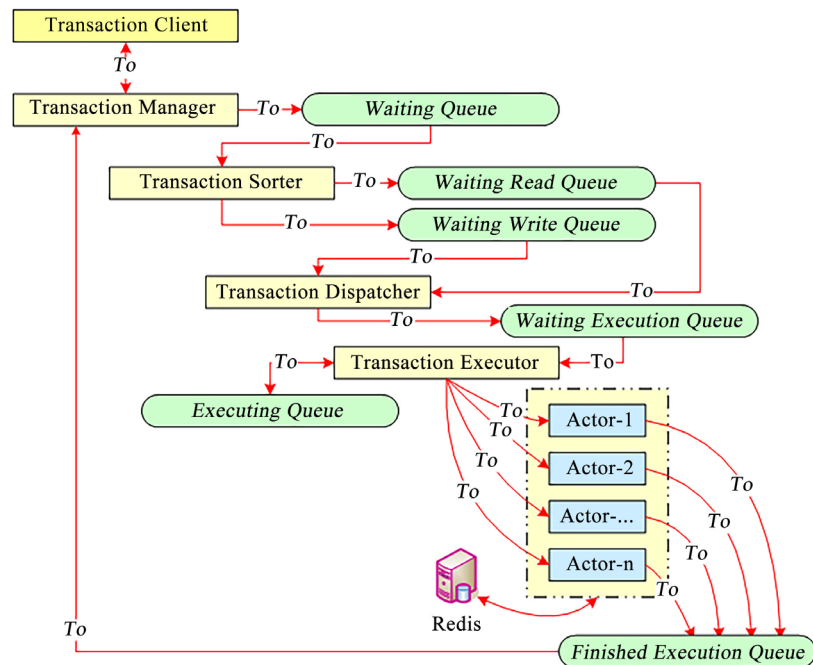 Transaction Client
To
Transaction Manager
To
Waiting Queue
To
Transaction Sorter
To
Waiting Read Queue
To
Waiting Write Queue
To
Transaction Dispatcher
To
To
Waiting Execution Queue
To
Transaction Executor
To
Executing Queue
To
Actor-1
To
Actor-2
To
Actor-...
To
Actor-n
To
To
To
To
Redis
To
Finished Execution Queue